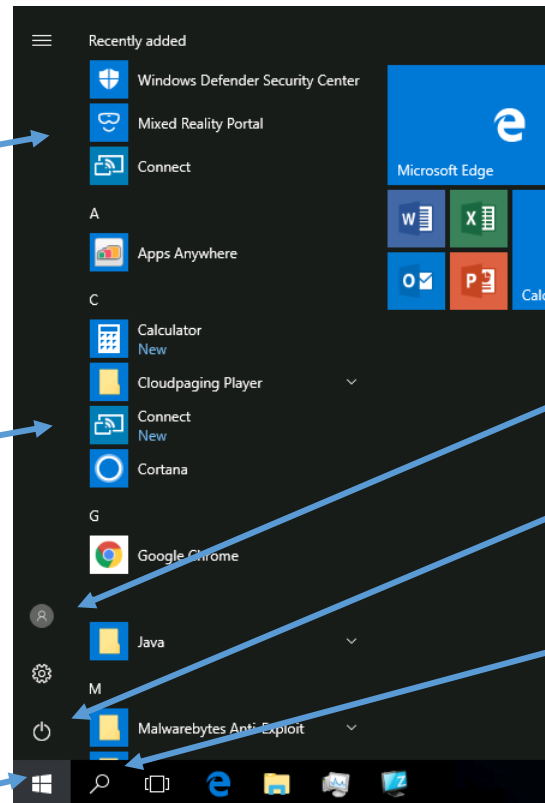 Recently added
Windows Defender Security Center
Mixed Reality Portal
Connect
Microsoft Edge
A
Apps Anywhere
W
X
O
P
C
Calculator
New
Cloudpaging Player
Connect
New
Cortana
G
Google Chrome
Java
M
Malwarebytes Anti-Exploit